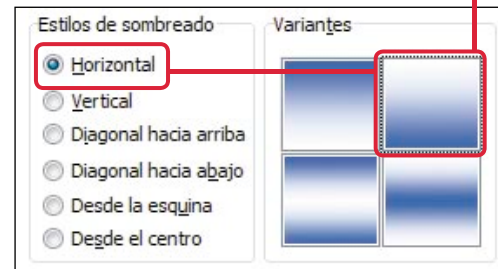 Estilos de sombreado
Variantes
Horizontal
Vertical
Diagonal hacia arriba
Diagonal hacia abajo
Desde la esquina
Desde el centro